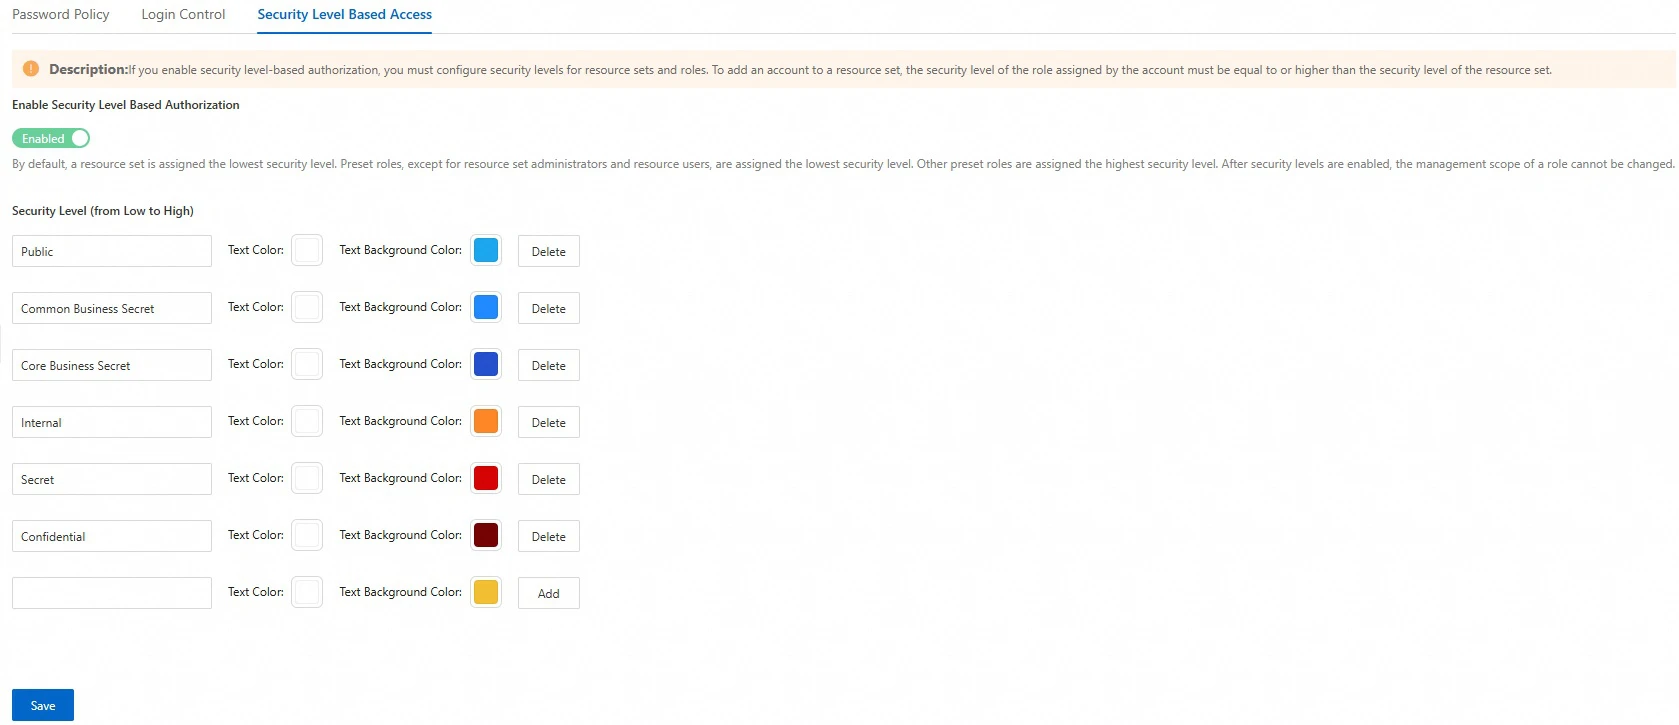 Password Policy Login Control Security Level Based Access
Description:If you enable security level-based authorization, you must configure security levels for resource sets and roles. To add an account to a resource set, the security level of the role assigned by the account must be equal to or higher than the security level of the resource set.
Enable Security Level Based Authorization
Enabled
By default, a resource set is assigned the lowest security level. Preset roles, except for resource set administrators and resource users, are assigned the lowest security level. Other preset roles are assigned the highest security level. After security levels are enabled, the management scope of a role cannot be changed.
Security Level (from Low to High)
Public Text Color: Text Background Color: Delete
Common Business Secret Text Color: Text Background Color: Delete
Core Business Secret Text Color: Text Background Color: Delete
Internal Text Color: Text Background Color: Delete
Secret Text Color: Text Background Color: Delete
Confidential Text Color: Text Background Color: Delete
Text Color: Text Background Color: Add
Save